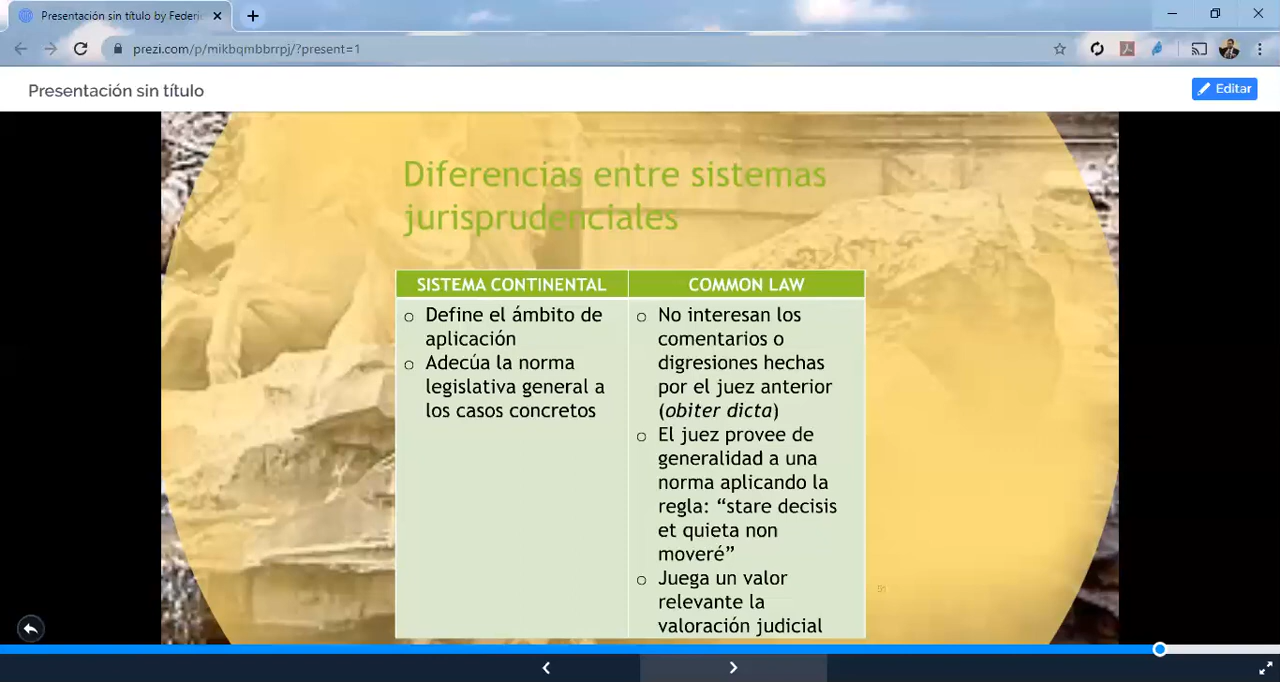 Presentación sin título by Federi
prezi.com/p/mikbqmbbrrpj/?present=1
Presentación sin título
Editar
Diferencias entre sistemas
jurisprudenciales
SISTEMA CONTINENTAL
Define el ámbito de
aplicación
Adecúa la norma
legislativa general a
los casos concretos
COMMON LAW
No interesan los
comentarios o
digresiones hechas
por el juez anterior
(obiter dicta)
El juez provee de
generalidad a una
norma aplicando la
regla: “stare decisis
et quieta non
moveré”
Juega un valor
relevante la
valoración judicial